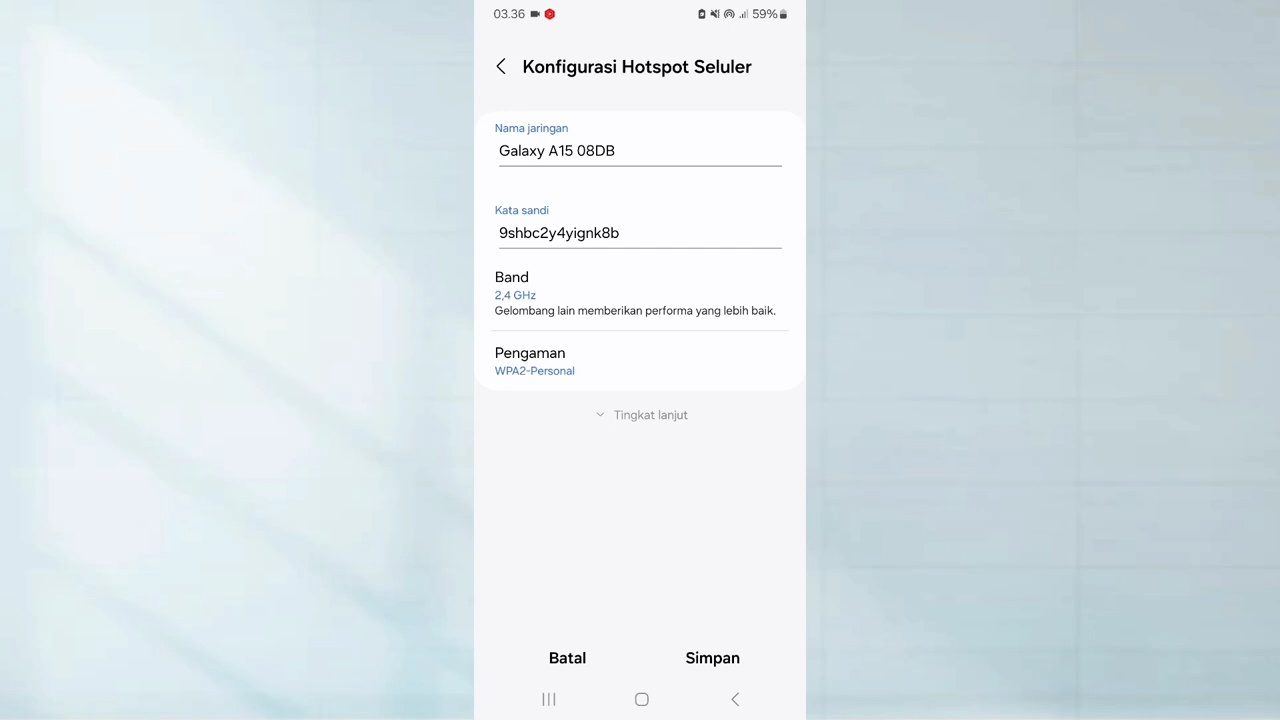 03.36
59%
Konfigurasi Hotspot Seluler
Nama jaringan
Galaxy A15 08DB
Kata sandi
9shbc2y4yignk8b
Band
2,4 GHz
Gelombang lain memberikan performa yang lebih baik.
Pengaman
WPA2-Personal
Tingkat lanjut
Batal
Simpan